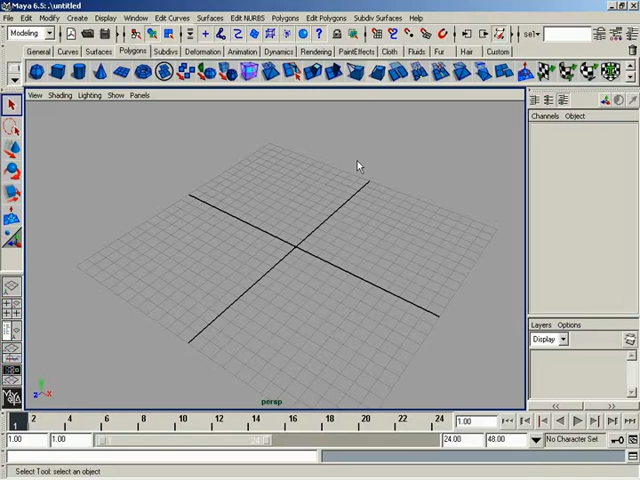 Maya 6.5: .\untitled
File Edit Modify Create Display Window Edit Curves Surfaces Edit NURBS Polygons Edit Polygons Subdiv Surfaces Help
Modeling sel
General Curves Surfaces Polygons Subdivs Deformation Animation Dynamics Rendering PaintEffects Cloth Fluids Fur Hair Custom
View Shading Lighting Show Panels
Channels Object
Layers Options
Display
persp
z x
2 4 6 8 10 12 14 16 18 20 22 24 1.00
1.00 1.00 24 24.00 48.00 No Character Set
Select Tool: select an object